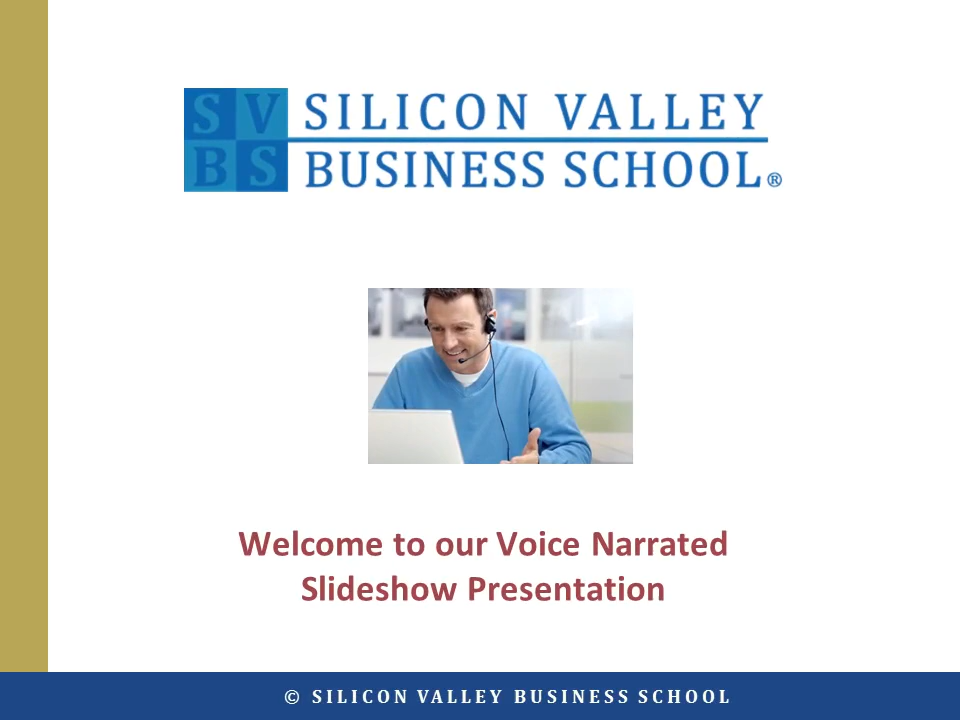 SV
BS
SILICON VALLEY
BUSINESS SCHOOL®
Welcome to our Voice Narrated
Slideshow Presentation
© SILICON VALLEY BUSINESS SCHOOL